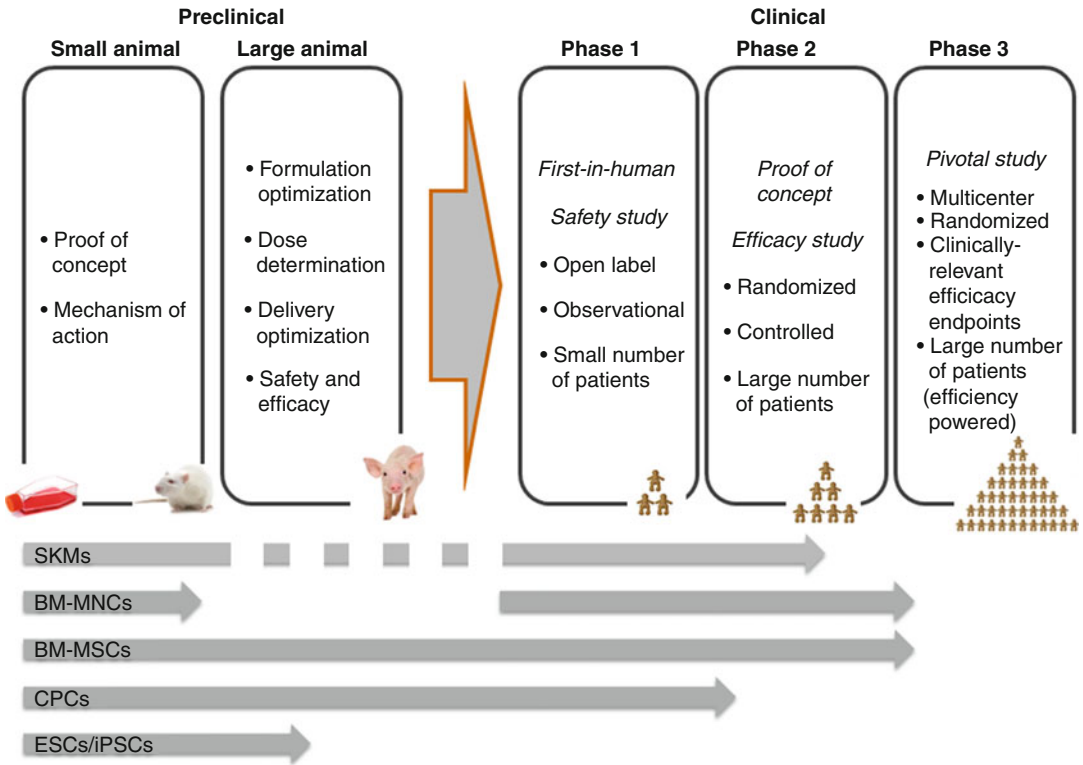 Preclinical
Clinical
Small animal
Large animal
Phase 1
Phase 2
Phase 3
• Proof of
concept
• Mechanism of
action
• Formulation
optimization
• Dose
determination
• Delivery
optimization
• Safety and
efficacy
First-in-human
Safety study
• Open label
• Observational
• Small number
of patients
Proof of
concept
Efficacy study
• Randomized
• Controlled
• Large number
of patients
Pivotal study
• Multicenter
• Randomized
• Clinically-
relevant
efficicacy
endpoints
• Large number
of patients
(efficiency
powered)
SKMs
BM-MNCs
BM-MSCs
CPCs
ESCs/iPSCs